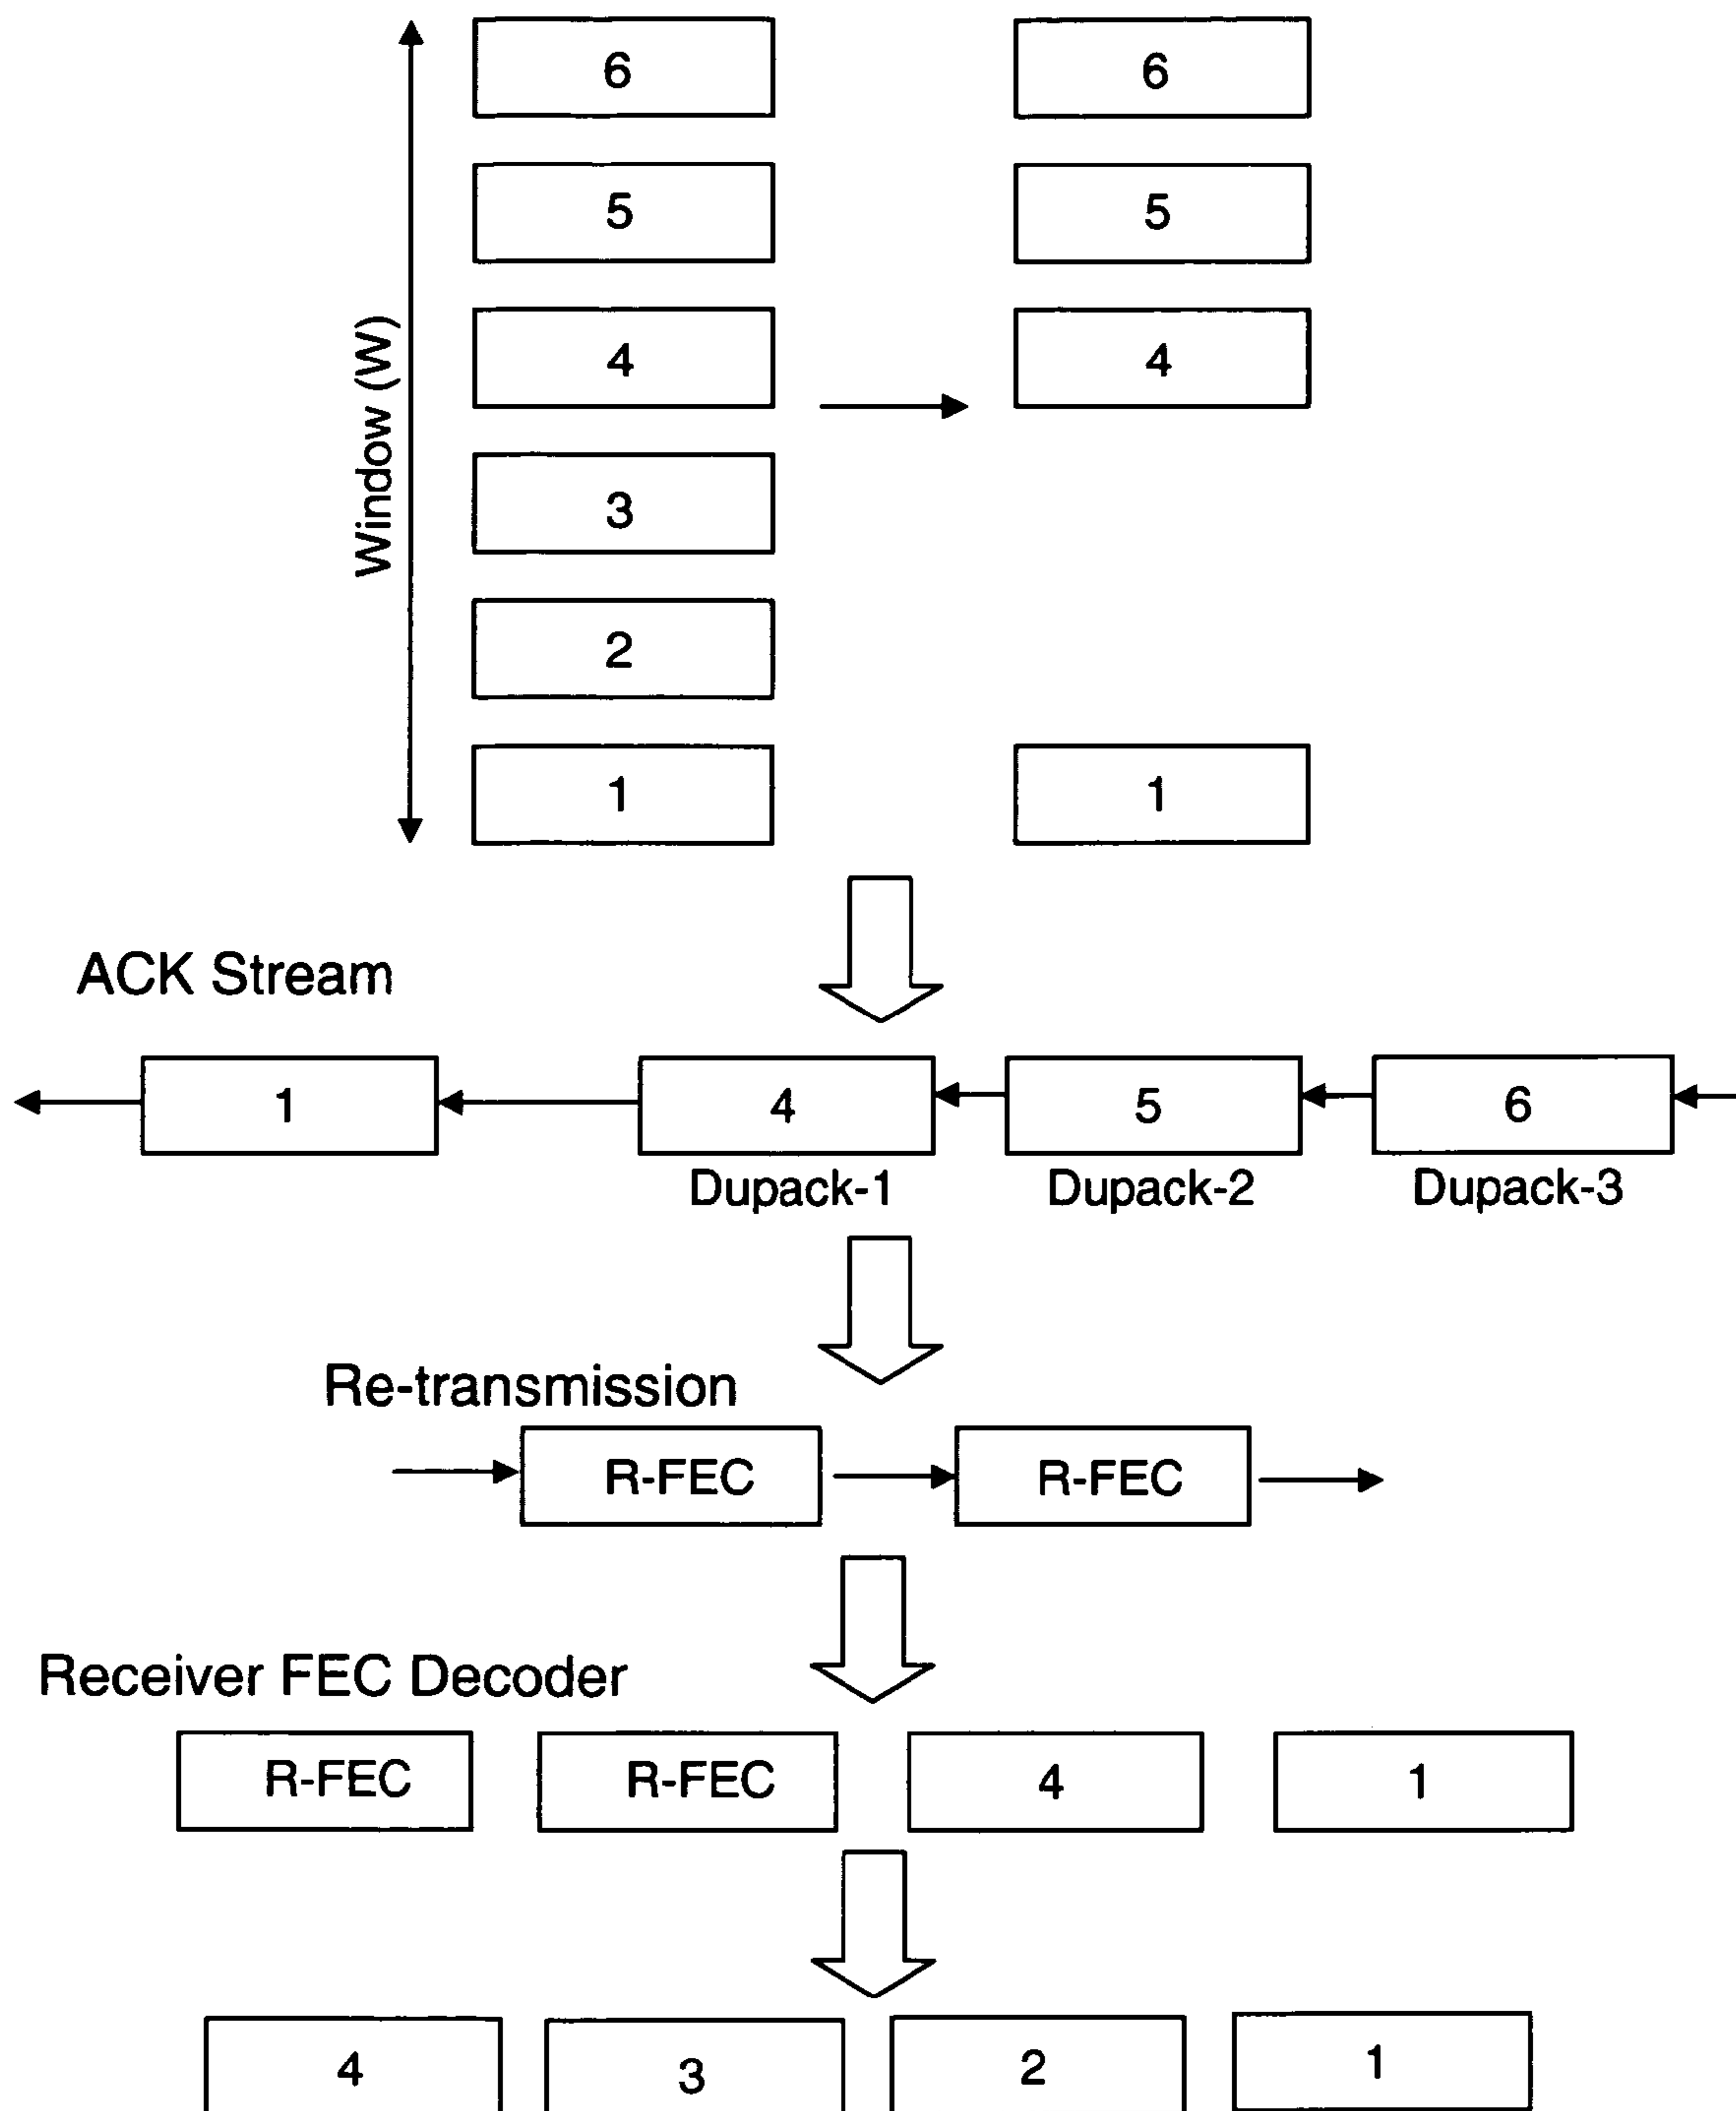 6 6
5 5
4 4
Window (W)
3
2
1 1
ACK Stream
1 4 5 6
Dupack-1 Dupack-2 Dupack-3
Re-transmission
R-FEC R-FEC
Receiver FEC Decoder
R-FEC R-FEC 4 1
4 3 2 1